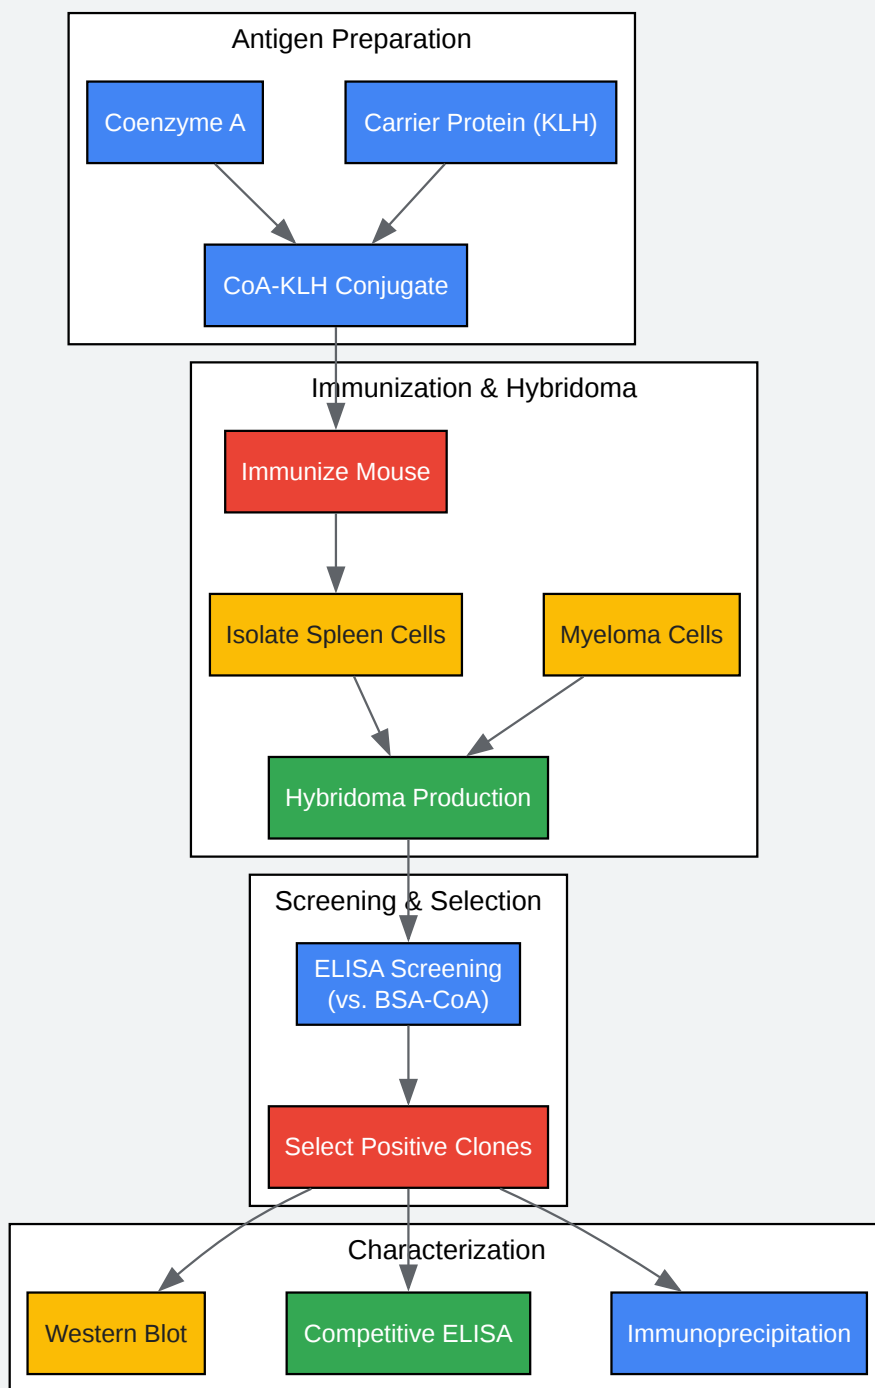 Antigen Preparation
Coenzyme A
Carrier Protein (KLH)
CoA-KLH Conjugate
Immunization & Hybridoma
Immunize Mouse
Isolate Spleen Cells
Myeloma Cells
Hybridoma Production
Screening & Selection
ELISA Screening
(vs. BSA-CoA)
Select Positive Clones
Characterization
Western Blot
Competitive ELISA
Immunoprecipitation